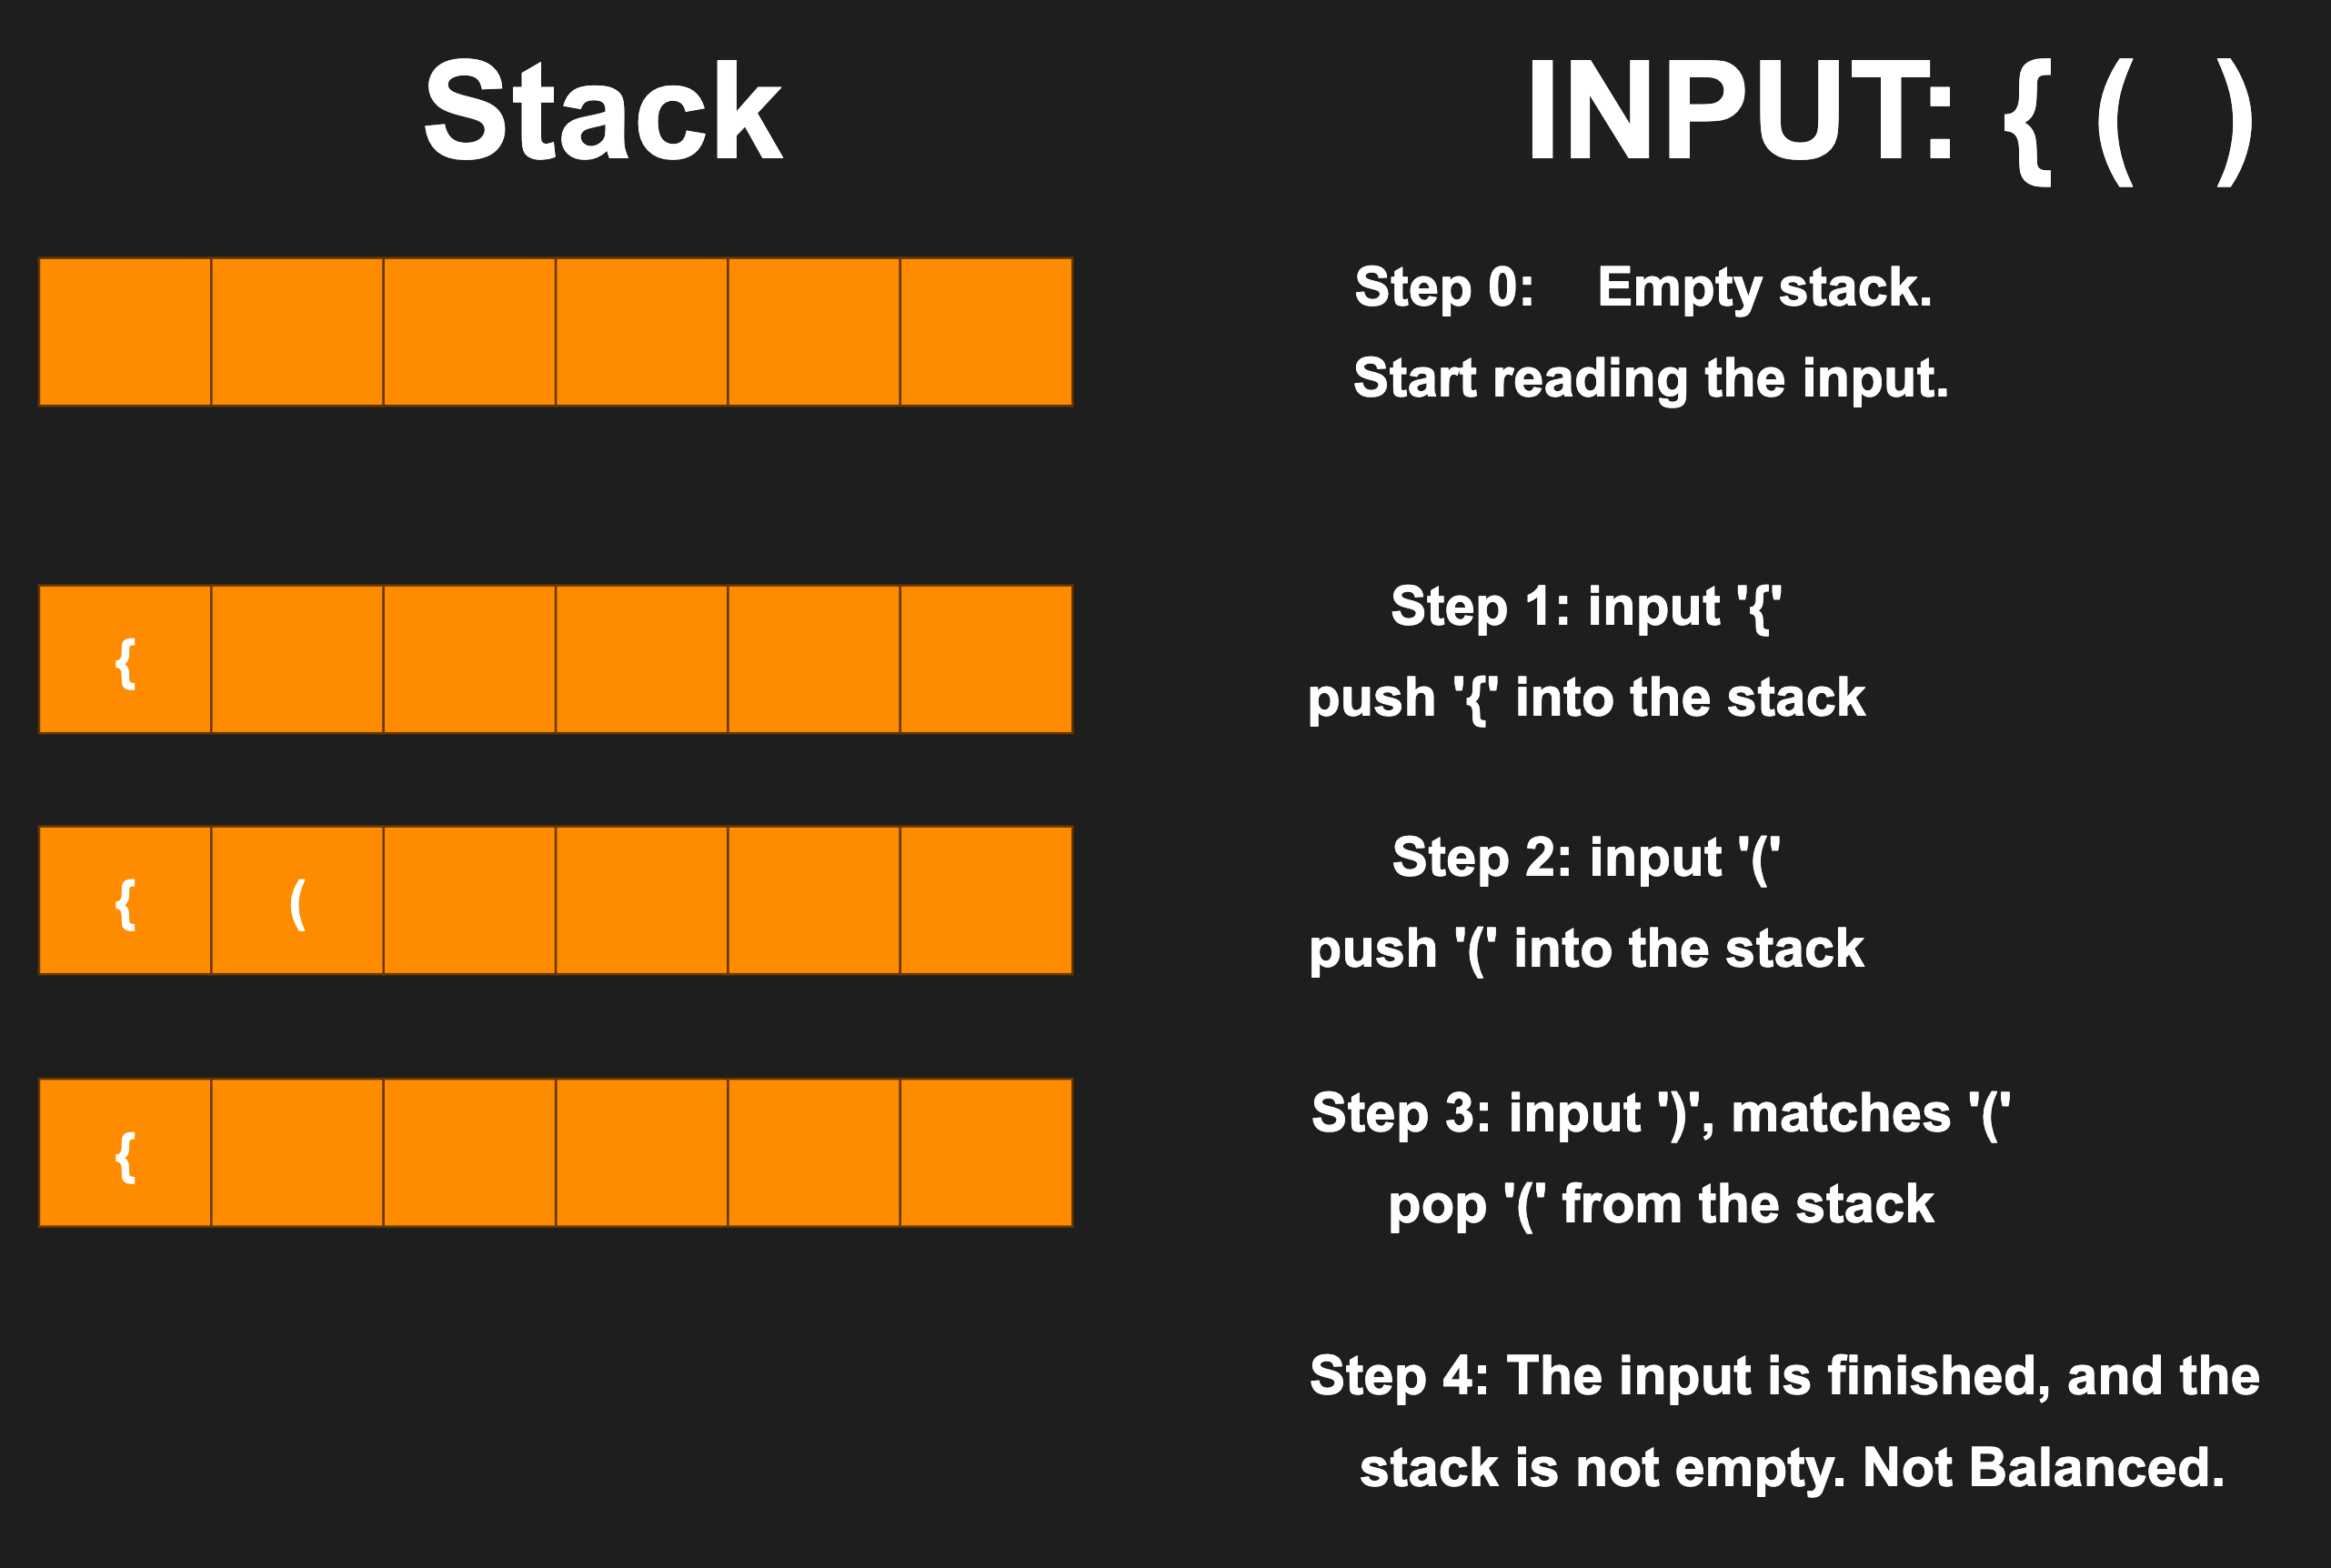 Stack
INPUT: { ( )
Step 0: Empty stack.
Start reading the input.
{
Step 1: input '{'
push '{' into the stack
{ (
Step 2: input '('
push '(' into the stack
{
Step 3: input ')', matches '('
pop '(' from the stack
Step 4: The input is finished, and the
stack is not empty. Not Balanced.